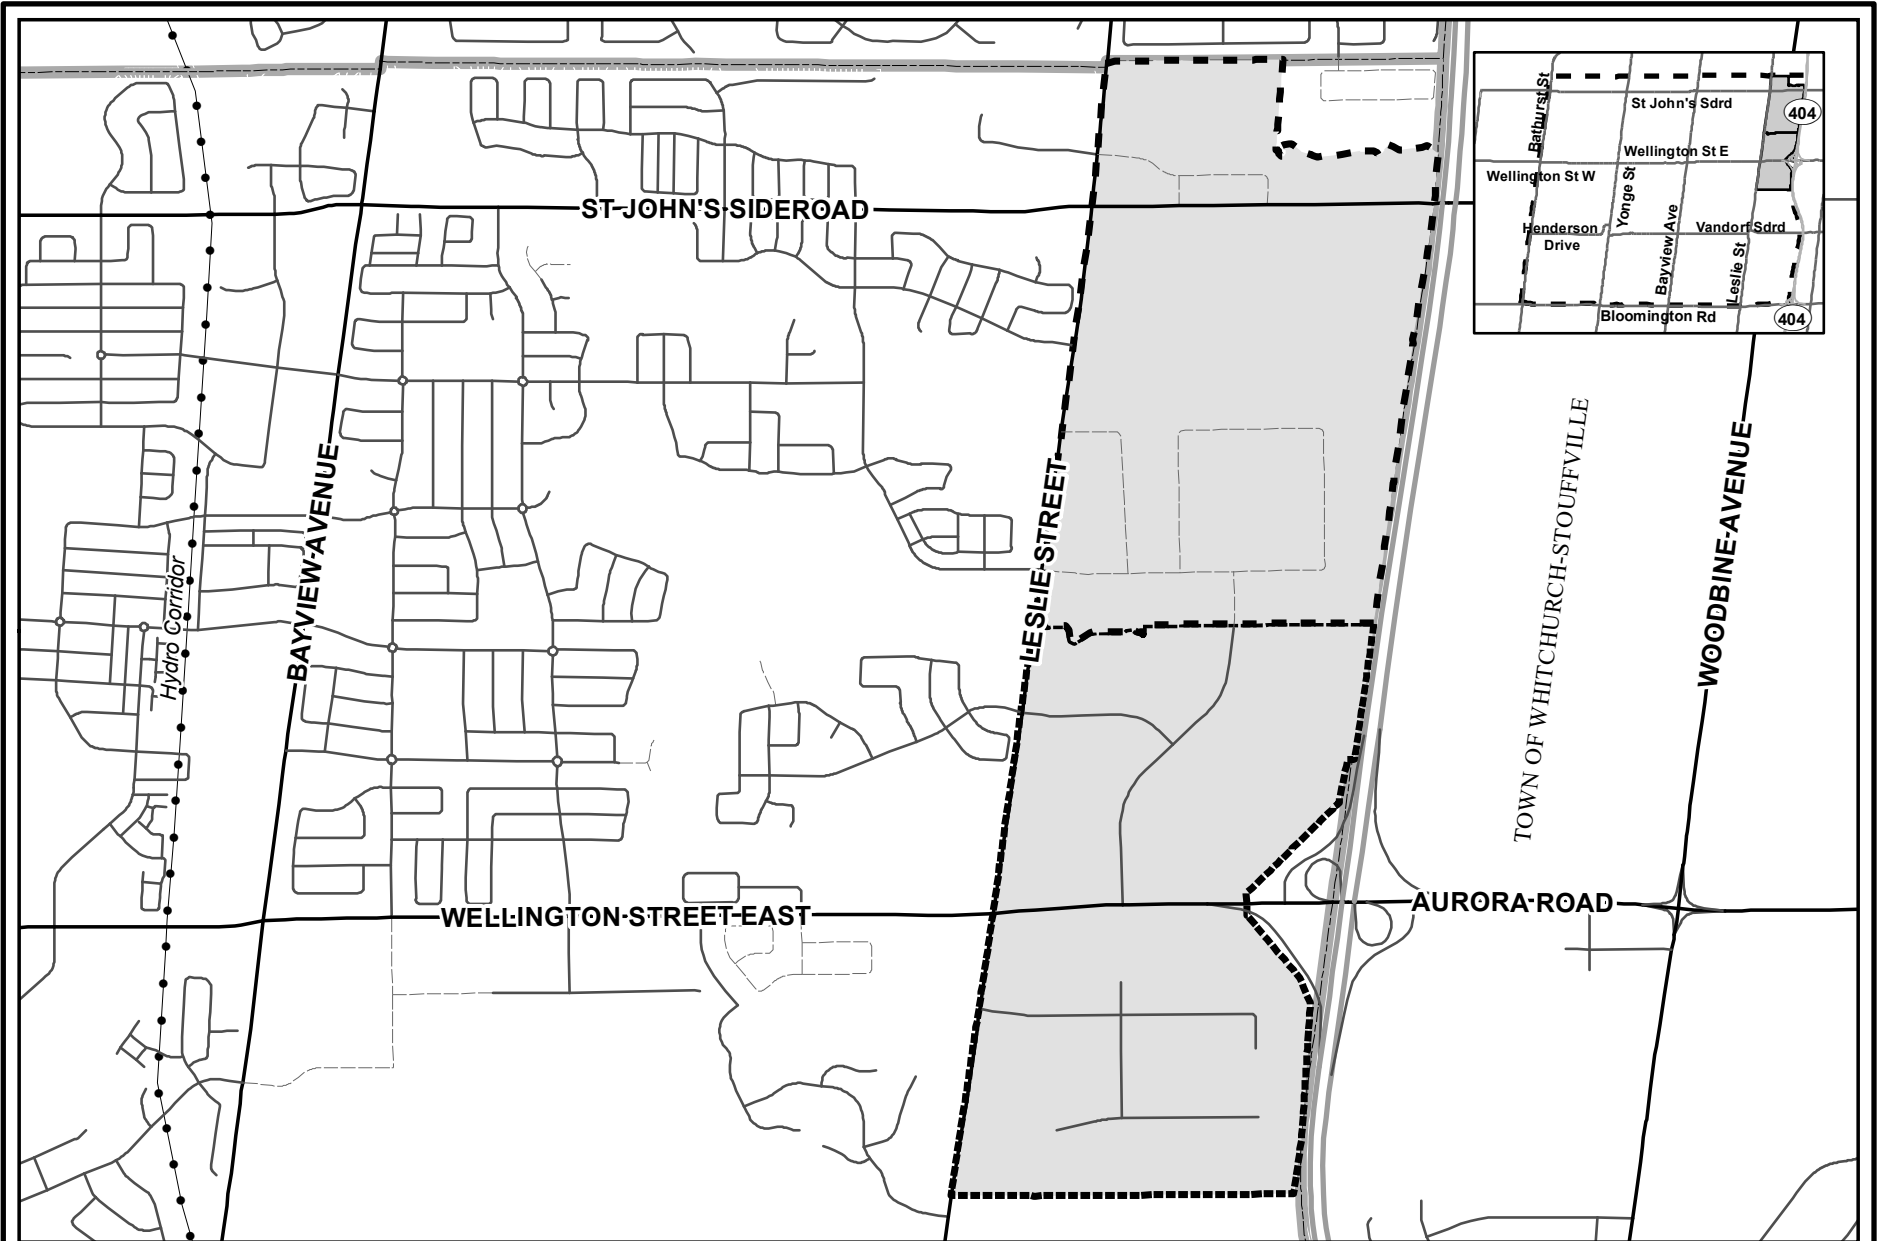 Bathurst St
St John's Sdrd
404
Wellington St E
Wellington St W
Yonge St
Henderson
Drive
Bayview Ave
Vandorf Sdrd
Leslie St
Bloomington Rd
404
ST JOHN'S SIDEROAD
BAYVIEW AVENUE
LESLIE STREET
TOWN OF WHITCHURCH-STOUFFVILLE
WOODBINE AVENUE
Hydro Corridor
WELLINGTON STREET EAST
AURORA ROAD